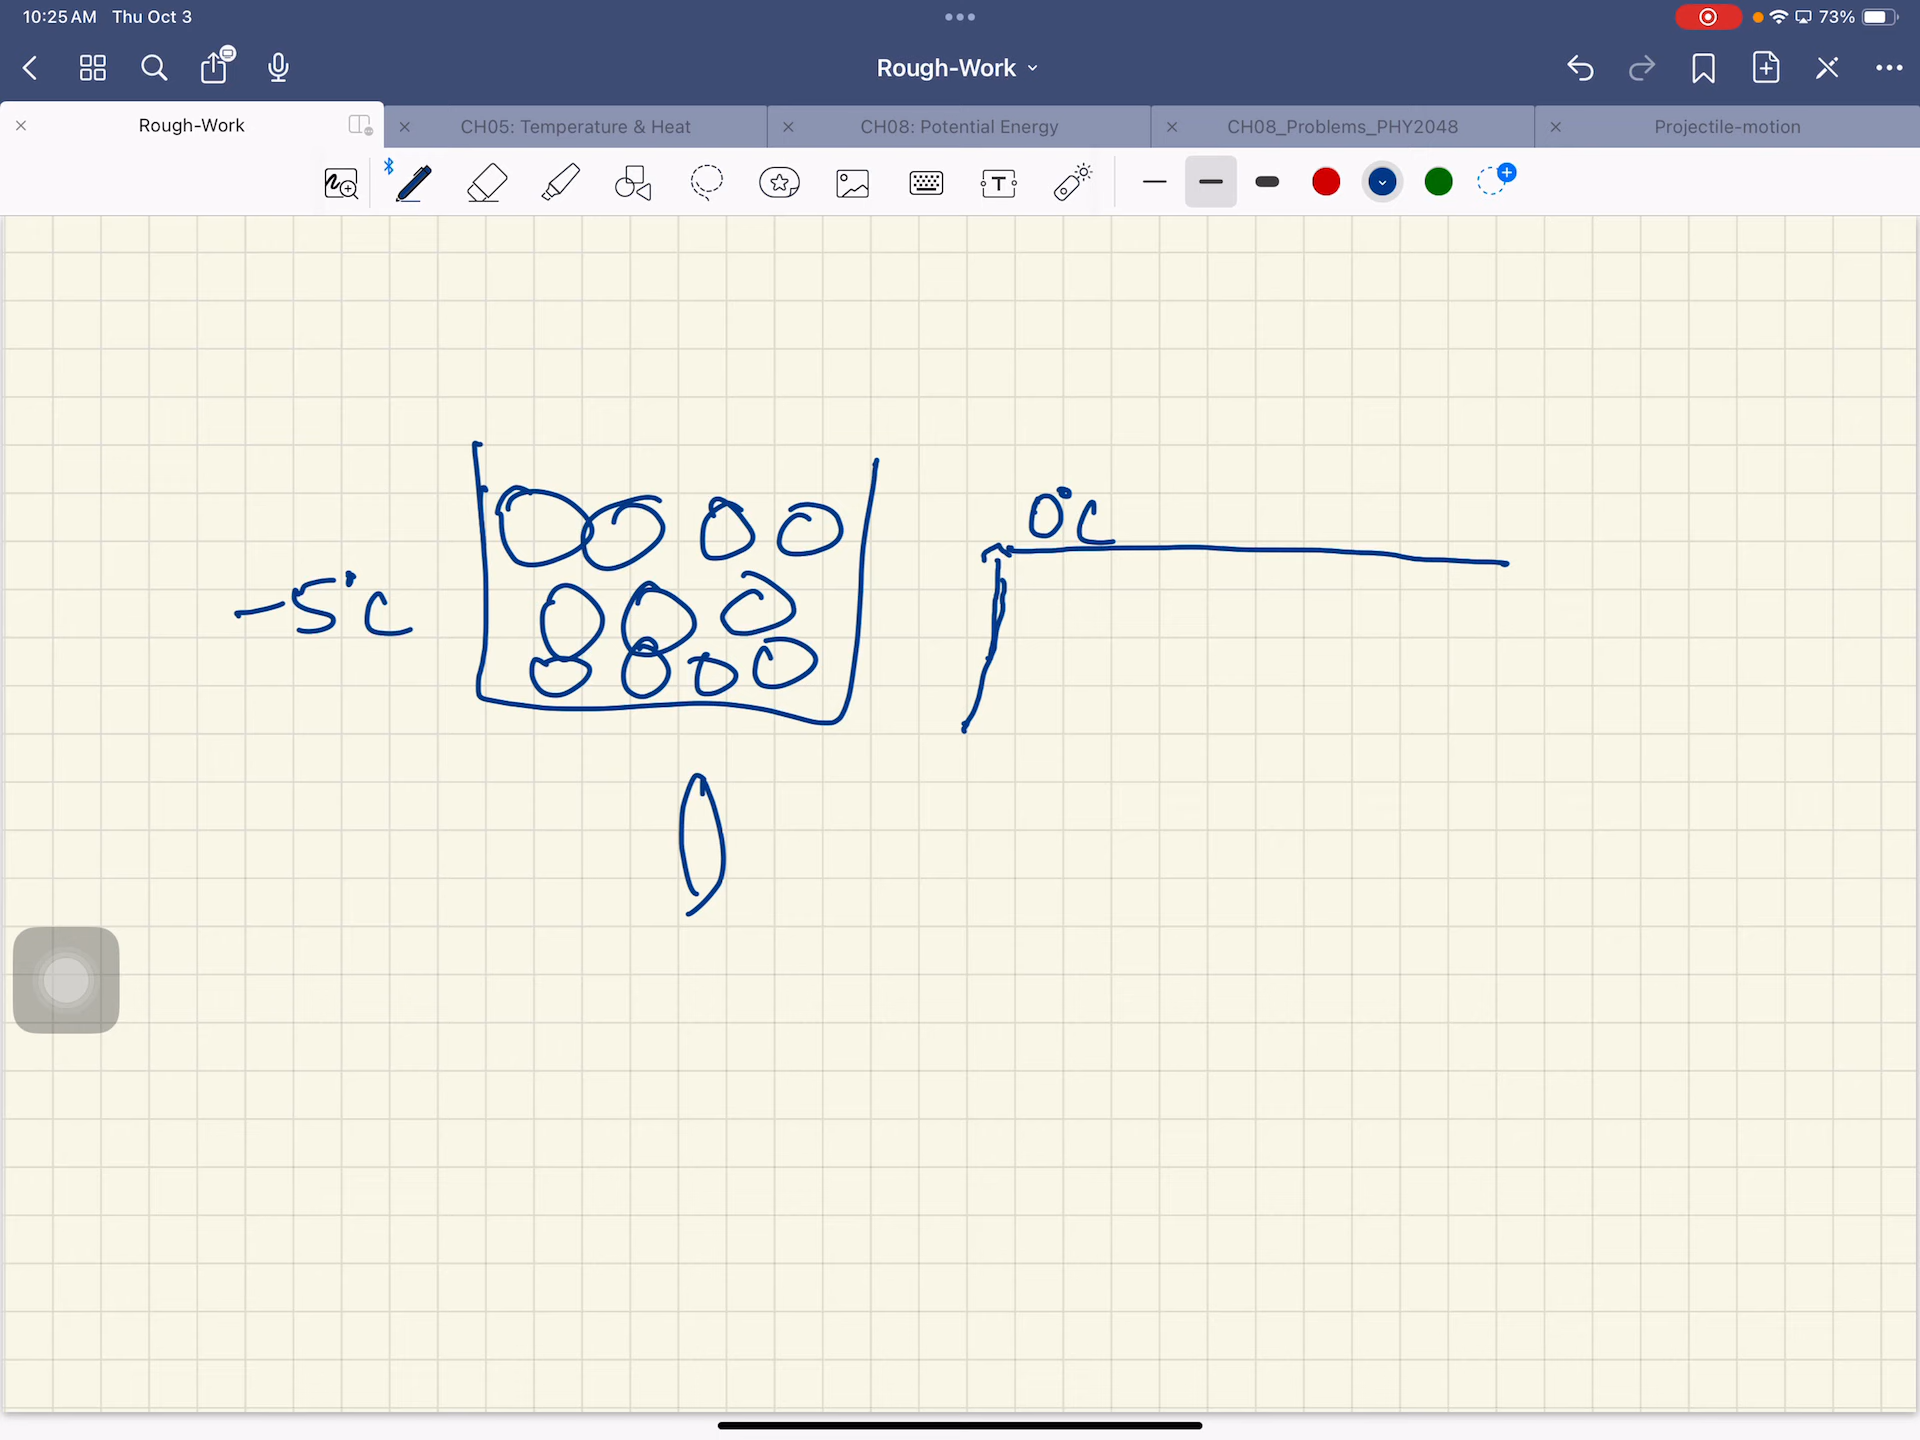 10:25 AM Thu Oct 3
73%
Rough-Work
Rough-Work
CH05: Temperature & Heat
CH08: Potential Energy
CH08_Problems_PHY2048
Projectile-motion
T
0°C
-5°C